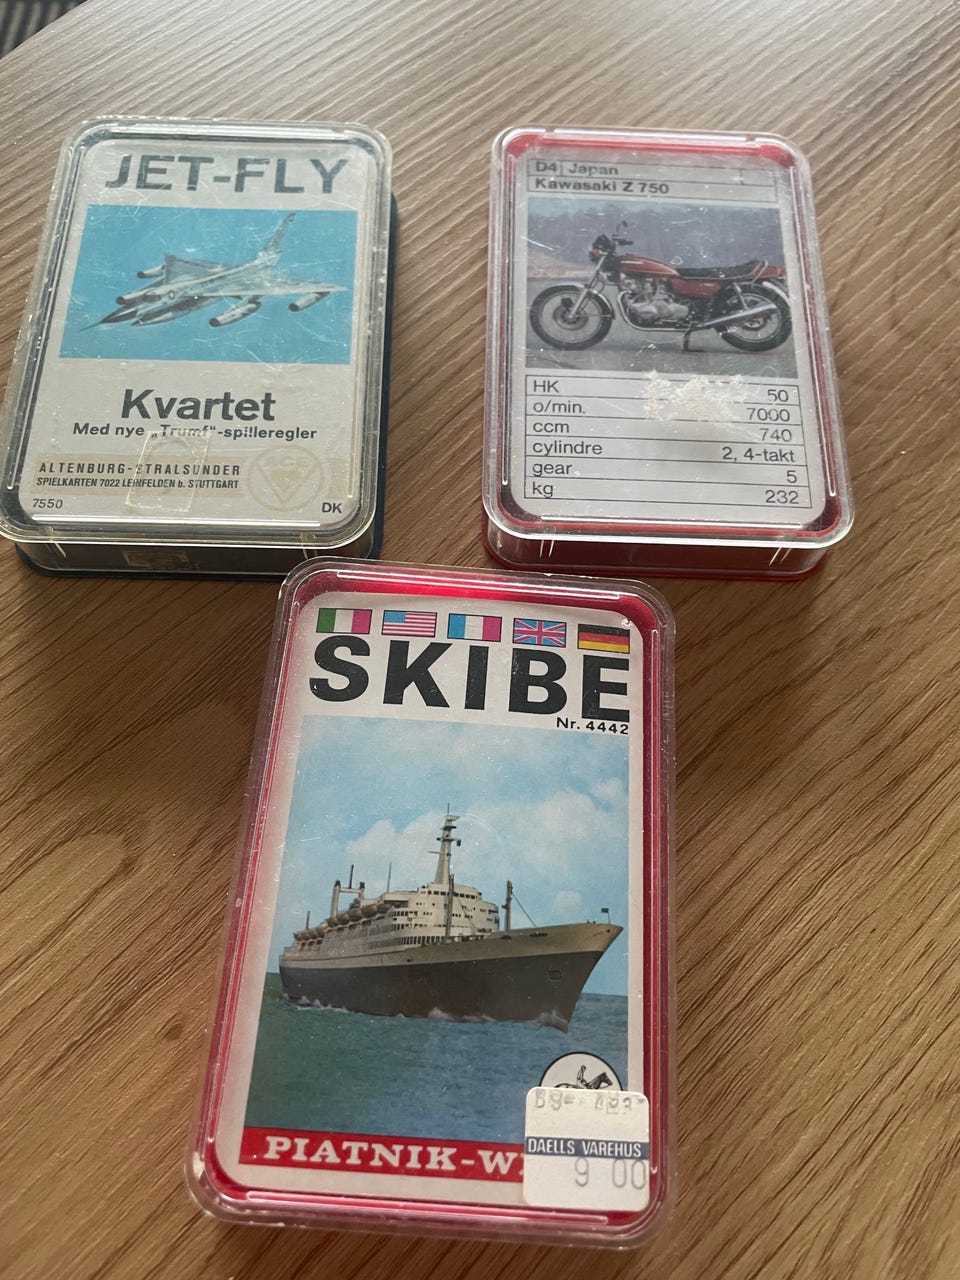 JET-FLY
Kvartet
Med nye „Trumf“-spilleregler
ALTENBURG-STRALSUNDER
SPIELKARTEN 7022 LEINFELDEN b. STUTTGART
7550 DK
D4 Japan
Kawasaki Z 750
HK 50
o/min. 7000
ccm 740
cylindre 2, 4-takt
gear 5
kg 232
SKIBE
Nr. 4442
PIATNIK-W
DAELLS VAREHUS
9 00